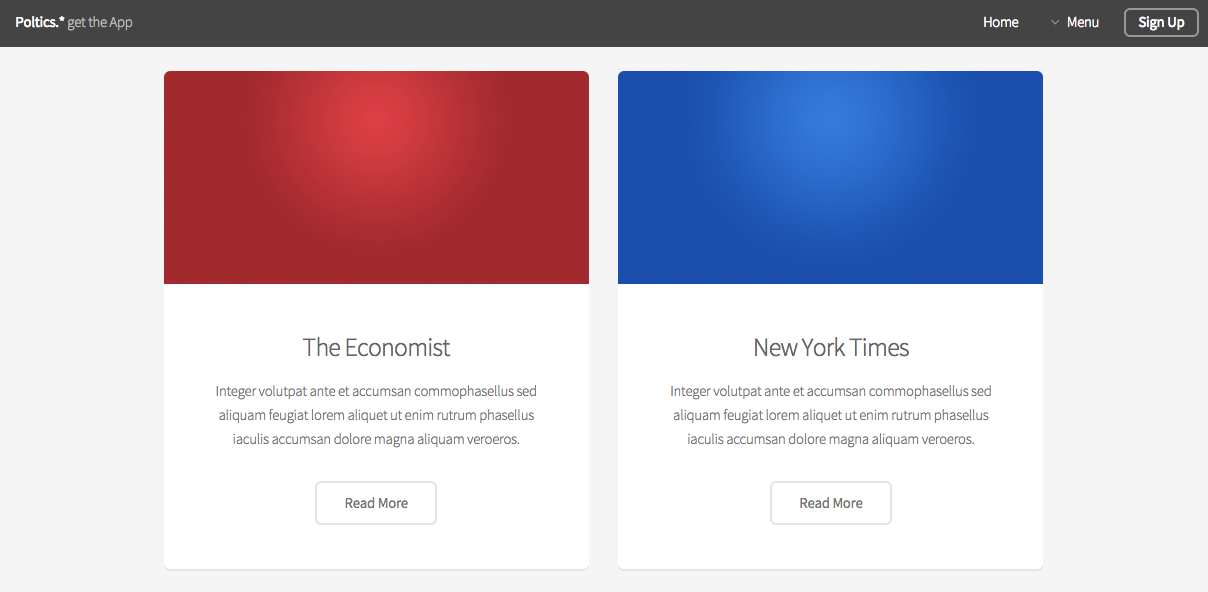 Poltics.* get the App
Home
Menu
Sign Up
The Economist
Integer volutpat ante et accumsan commophasellus sed
aliquam feugiat lorem aliquet ut enim rutrum phasellus
iaculis accumsan dolore magna aliquam veroeros.
Read More
New York Times
Integer volutpat ante et accumsan commophasellus sed
aliquam feugiat lorem aliquet ut enim rutrum phasellus
iaculis accumsan dolore magna aliquam veroeros.
Read More